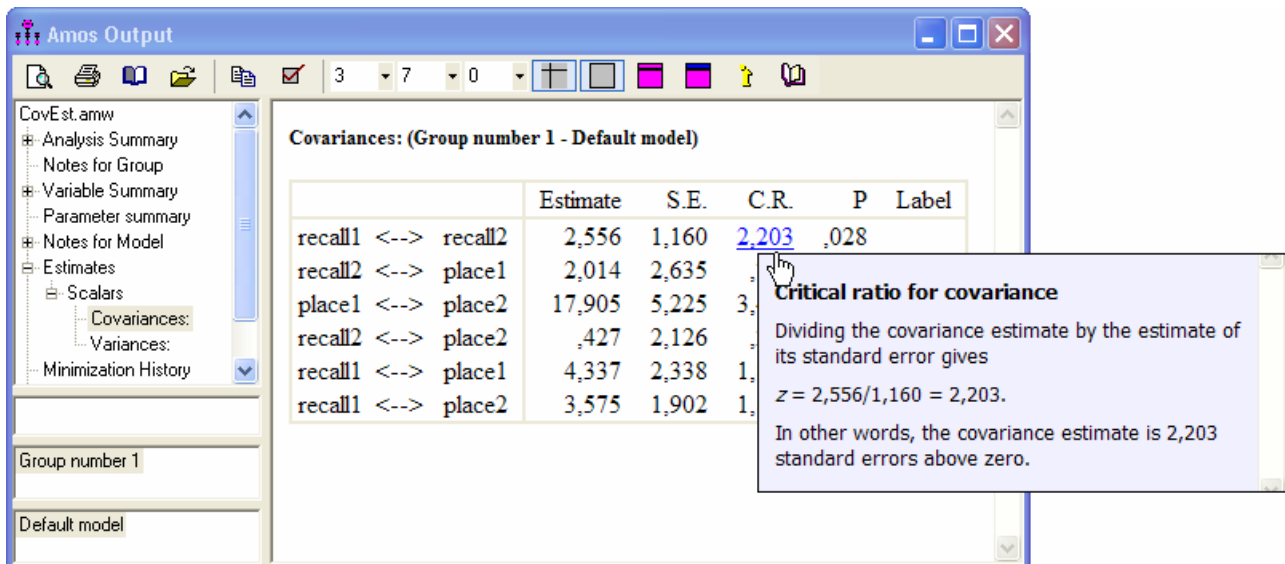 Amos Output
3 7 0
CovEst.amw
Analysis Summary
Notes for Group
Variable Summary
Parameter summary
Notes for Model
Estimates
Scalars
Covariances:
Variances:
Minimization History
Group number 1
Default model
Covariances: (Group number 1 - Default model)
Estimate S.E. C.R. P Label
recall1 <--> recall2 2,556 1,160 2,203 ,028
recall2 <--> place1 2,014 2,635
place1 <--> place2 17,905 5,225 3,
recall2 <--> place2 ,427 2,126
recall1 <--> place1 4,337 2,338 1,
recall1 <--> place2 3,575 1,902 1,
Critical ratio for covariance
Dividing the covariance estimate by the estimate of
its standard error gives
z = 2,556/1,160 = 2,203.
In other words, the covariance estimate is 2,203
standard errors above zero.